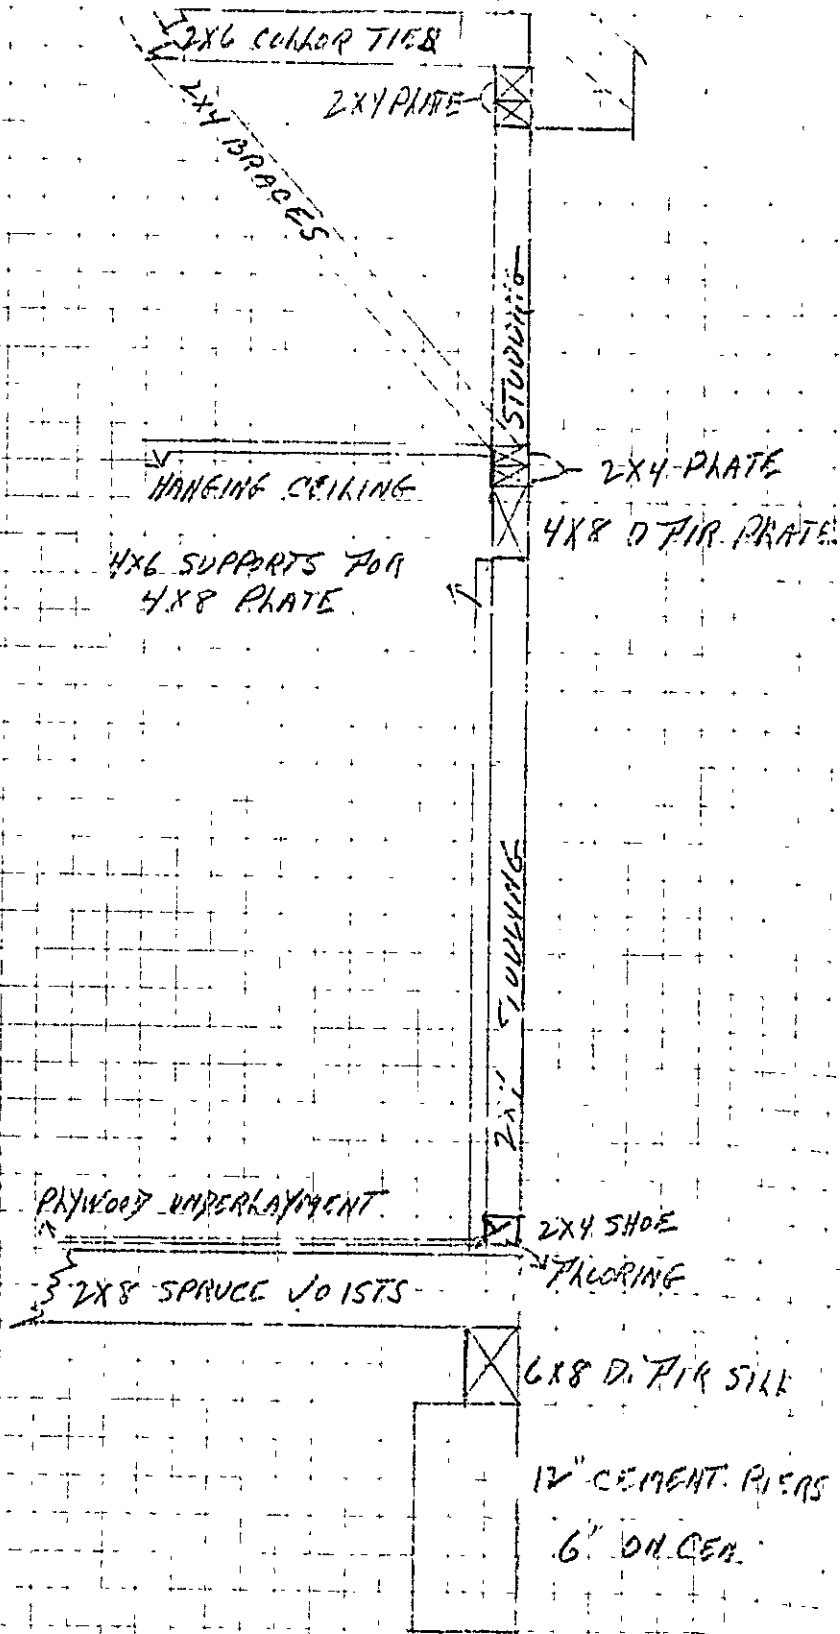 2X6 COLLOR TIES
2X4 PLATE
2X4 BRACES
STUDDING
2X4 PLATE
HANGING CEILING
4X8 D FIR PLATE
4X6 SUPPORTS FOR
4X8 PLATE
STUDDING
PLYWOOD UNDERLAYMENT
2X4 SHOE
FLOORING
2X8 SPRUCE JOISTS
6X8 D. FIR SILL
12" CEMENT PIERS
6" ON CEN.